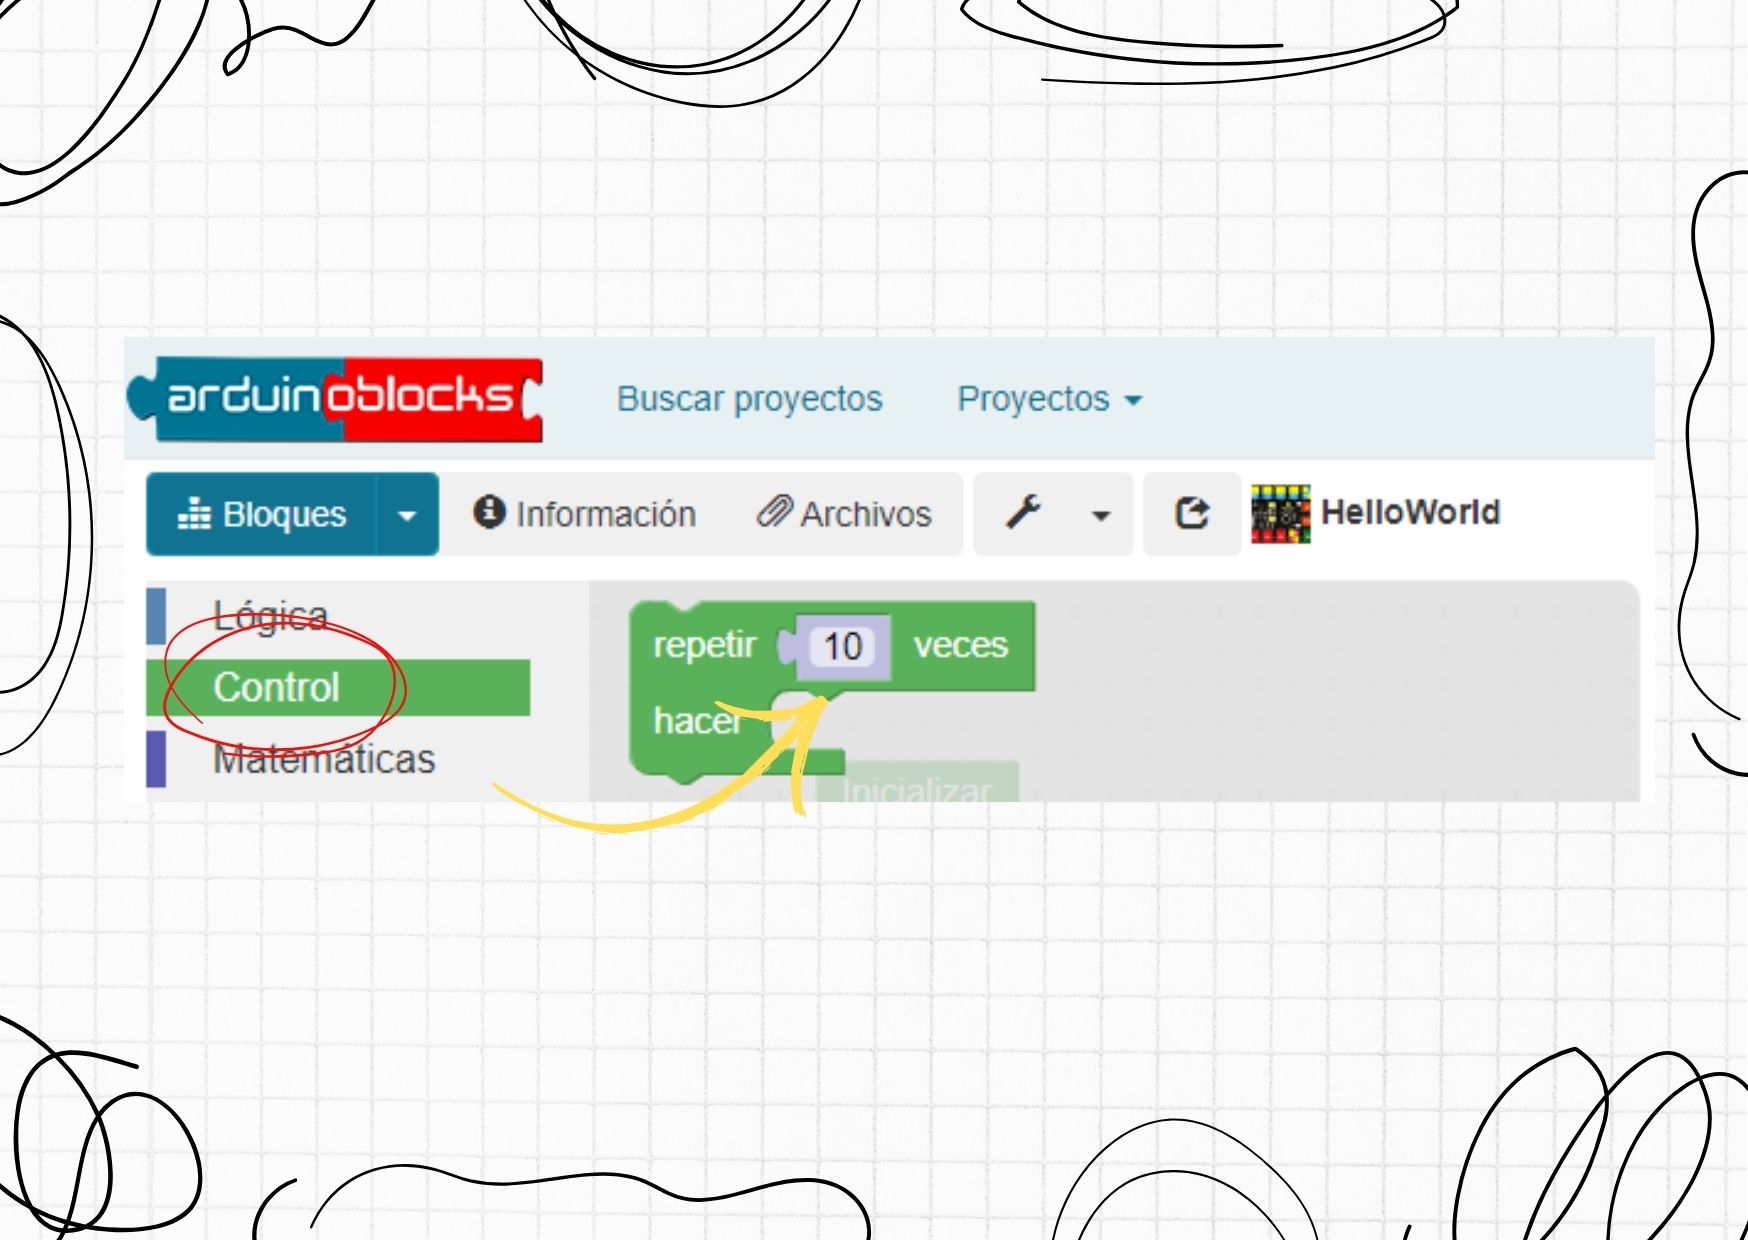 arduinoblocks Buscar proyectos Proyectos
Bloques Información Archivos HelloWorld
Lógica
Control
Matemáticas
repetir 10 veces
hacer
Inicializar